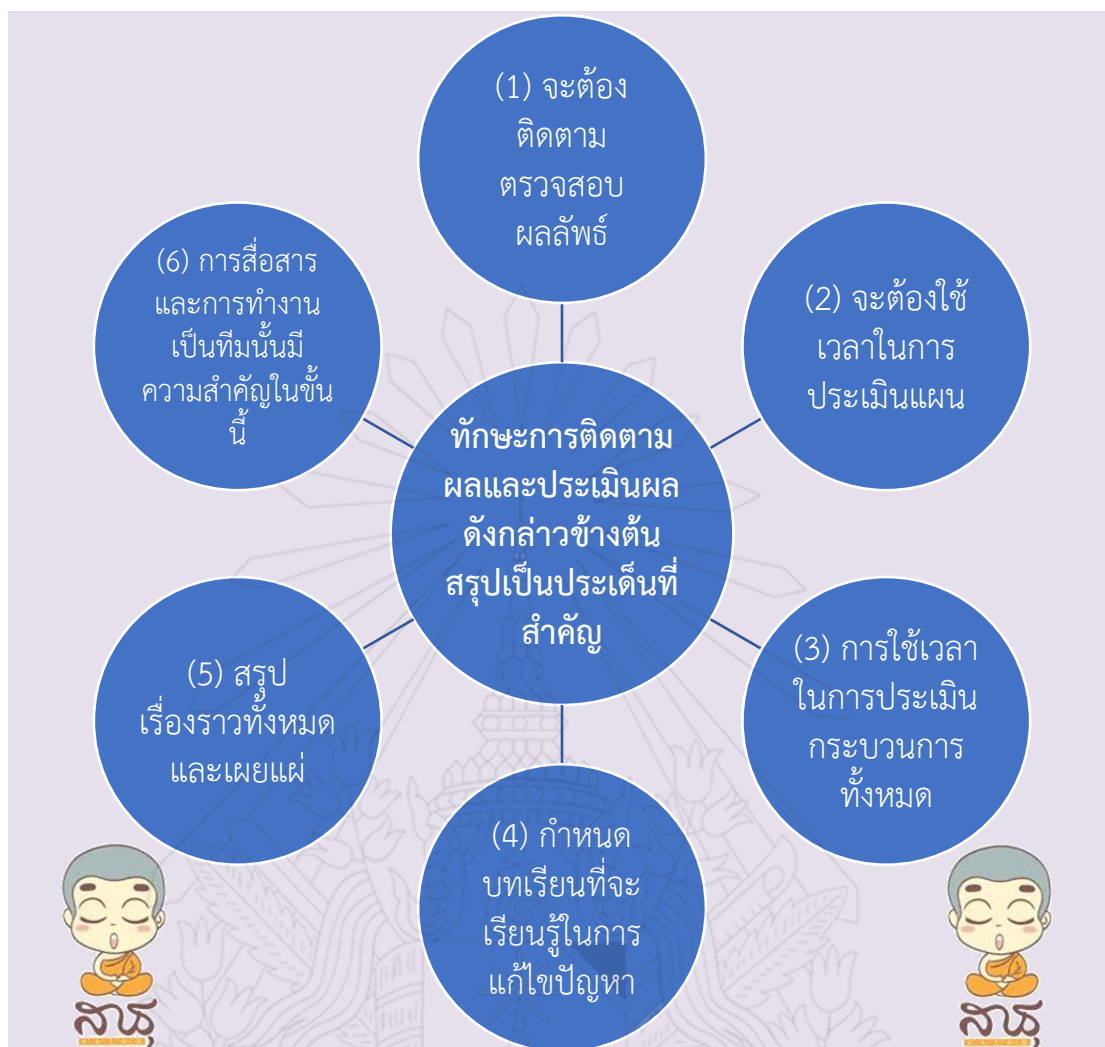 (1) จะต้อง
ติดตาม
ตรวจสอบ
ผลลัพธ์
(2) จะต้องใช้
เวลาในการ
ประเมินแผน
(3) การใช้เวลา
ในการประเมิน
กระบวนการ
ทั้งหมด
(4) กำหนด
บทเรียนที่จะ
เรียนรู้ในการ
แก้ไขปัญหา
(5) สรุป
เรื่องราวทั้งหมด
และเผยแผ่
(6) การสื่อสาร
และการทำงาน
เป็นทีมนั้นมี
ความสำคัญในขั้น
นี้
ทักษะการติดตาม
ผลและประเมินผล
ดังกล่าวข้างต้น
สรุปเป็นประเด็นที่
สำคัญ
สาธุ
สาธุ